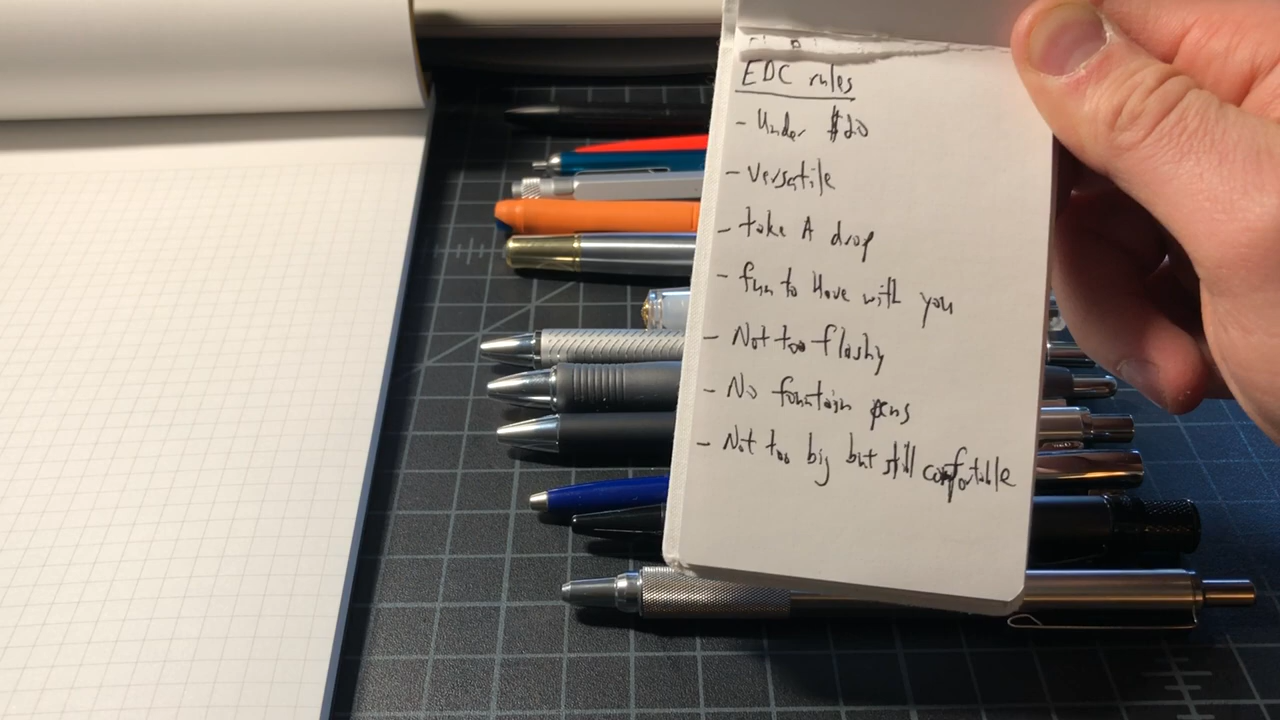 EDC rules
- Under $20
- Versatile
- take A drop
- fun to Have with you
- Not too flashy
- No fountain pens
- Not too big but still comfortable